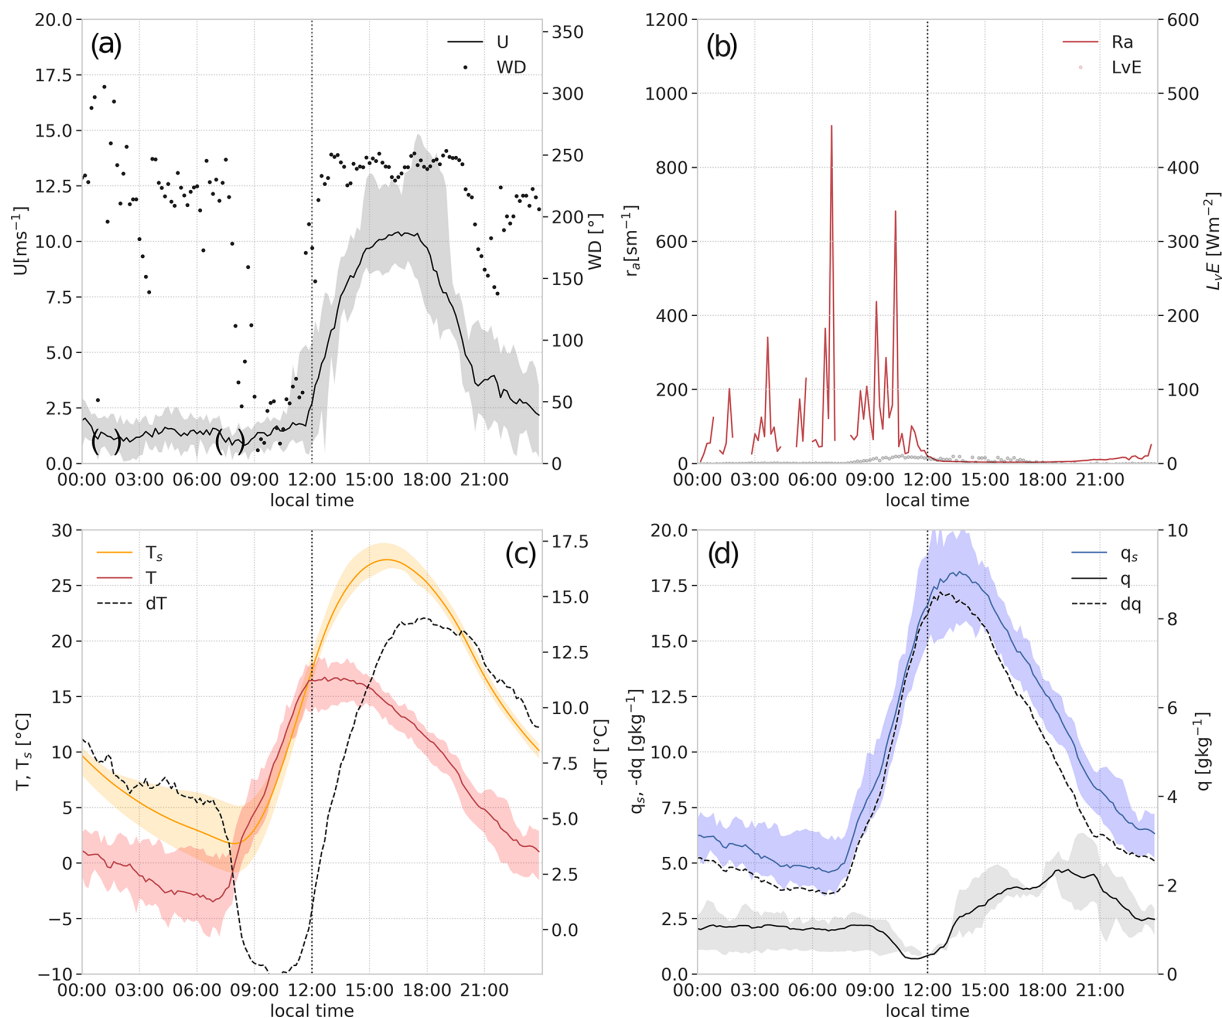 (a)
U
WD
20.0
17.5
15.0
12.5
10.0
7.5
5.0
2.5
0.0
U[ms⁻¹]
350
300
250
200
150
100
50
0
WD [°]
( ) ( )
00:00 03:00 06:00 09:00 12:00 15:00 18:00 21:00
local time
(b)
Ra
LvE
1200
1000
800
600
400
200
0
rₐ[sm⁻¹]
600
500
400
300
200
100
0
LᵥE [Wm⁻²]
00:00 03:00 06:00 09:00 12:00 15:00 18:00 21:00
local time
(c)
Tₛ
T
dT
30
25
20
15
10
5
0
−5
−10
T, Tₛ [°C]
17.5
15.0
12.5
10.0
7.5
5.0
2.5
0.0
-dT [°C]
00:00 03:00 06:00 09:00 12:00 15:00 18:00 21:00
local time
(d)
qₛ
q
dq
20.0
17.5
15.0
12.5
10.0
7.5
5.0
2.5
0.0
qₛ, -dq [gkg⁻¹]
10
8
6
4
2
0
q [gkg⁻¹]
00:00 03:00 06:00 09:00 12:00 15:00 18:00 21:00
local time